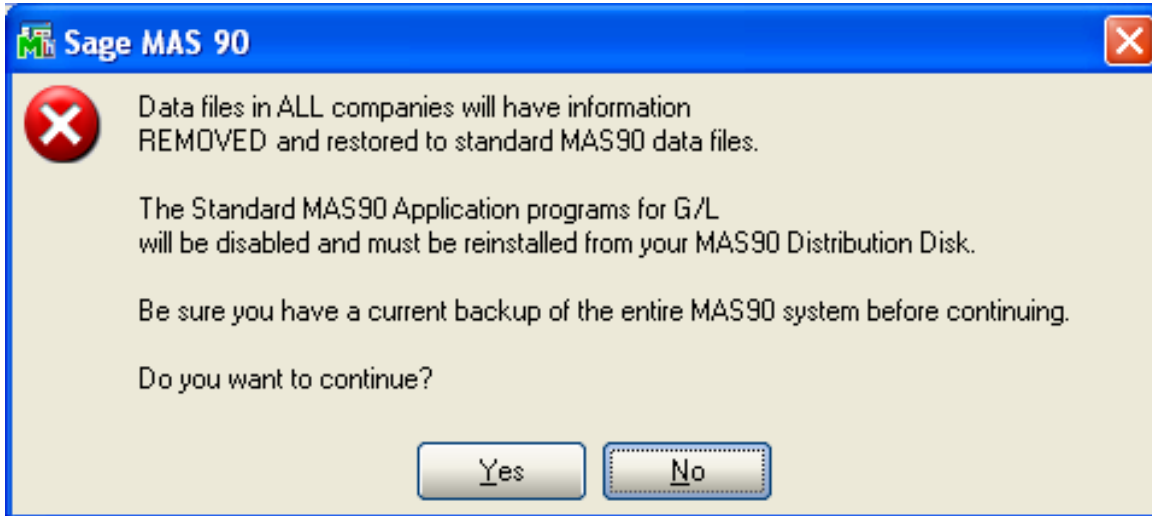 Sage MAS 90
Data files in ALL companies will have information
REMOVED and restored to standard MAS90 data files.
The Standard MAS90 Application programs for G/L
will be disabled and must be reinstalled from your MAS90 Distribution Disk.
Be sure you have a current backup of the entire MAS90 system before continuing.
Do you want to continue?
Yes
No